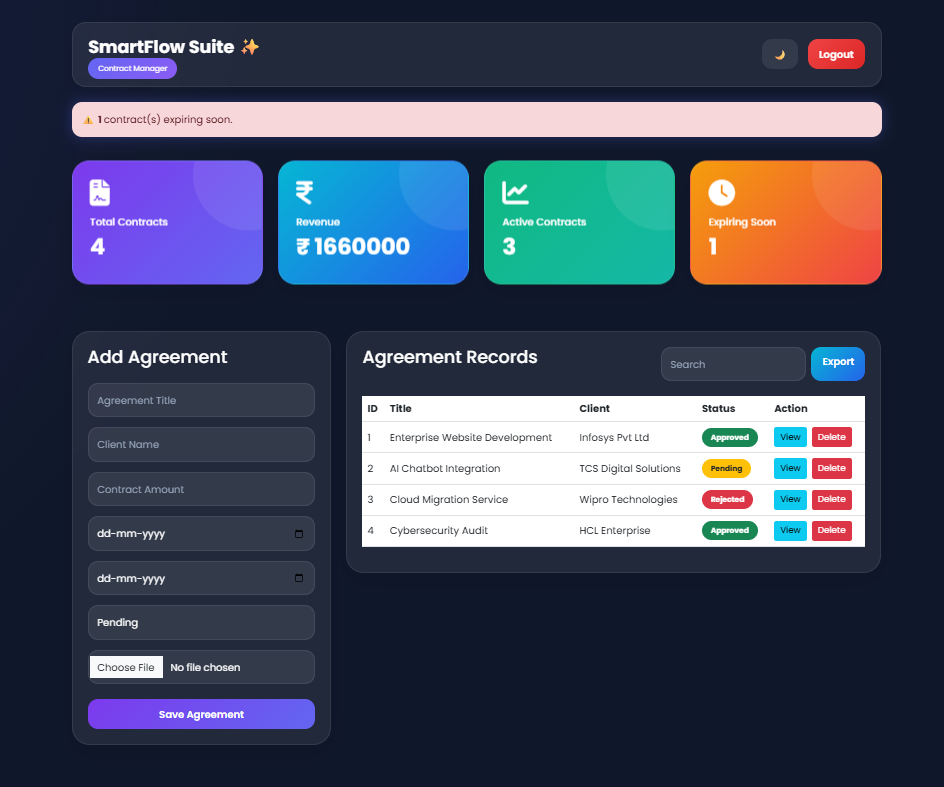 SmartFlow Suite ✨
Contract Manager
🌙
Logout
⚠️ 1 contract(s) expiring soon.
Total Contracts
4
Revenue
₹ 1660000
Active Contracts
3
Expiring Soon
1
Add Agreement
Agreement Title
Client Name
Contract Amount
dd-mm-yyyy
dd-mm-yyyy
Pending
Choose File No file chosen
Save Agreement
Agreement Records
Search
Export
ID Title Client Status Action
1 Enterprise Website Development Infosys Pvt Ltd Approved View Delete
2 AI Chatbot Integration TCS Digital Solutions Pending View Delete
3 Cloud Migration Service Wipro Technologies Rejected View Delete
4 Cybersecurity Audit HCL Enterprise Approved View Delete